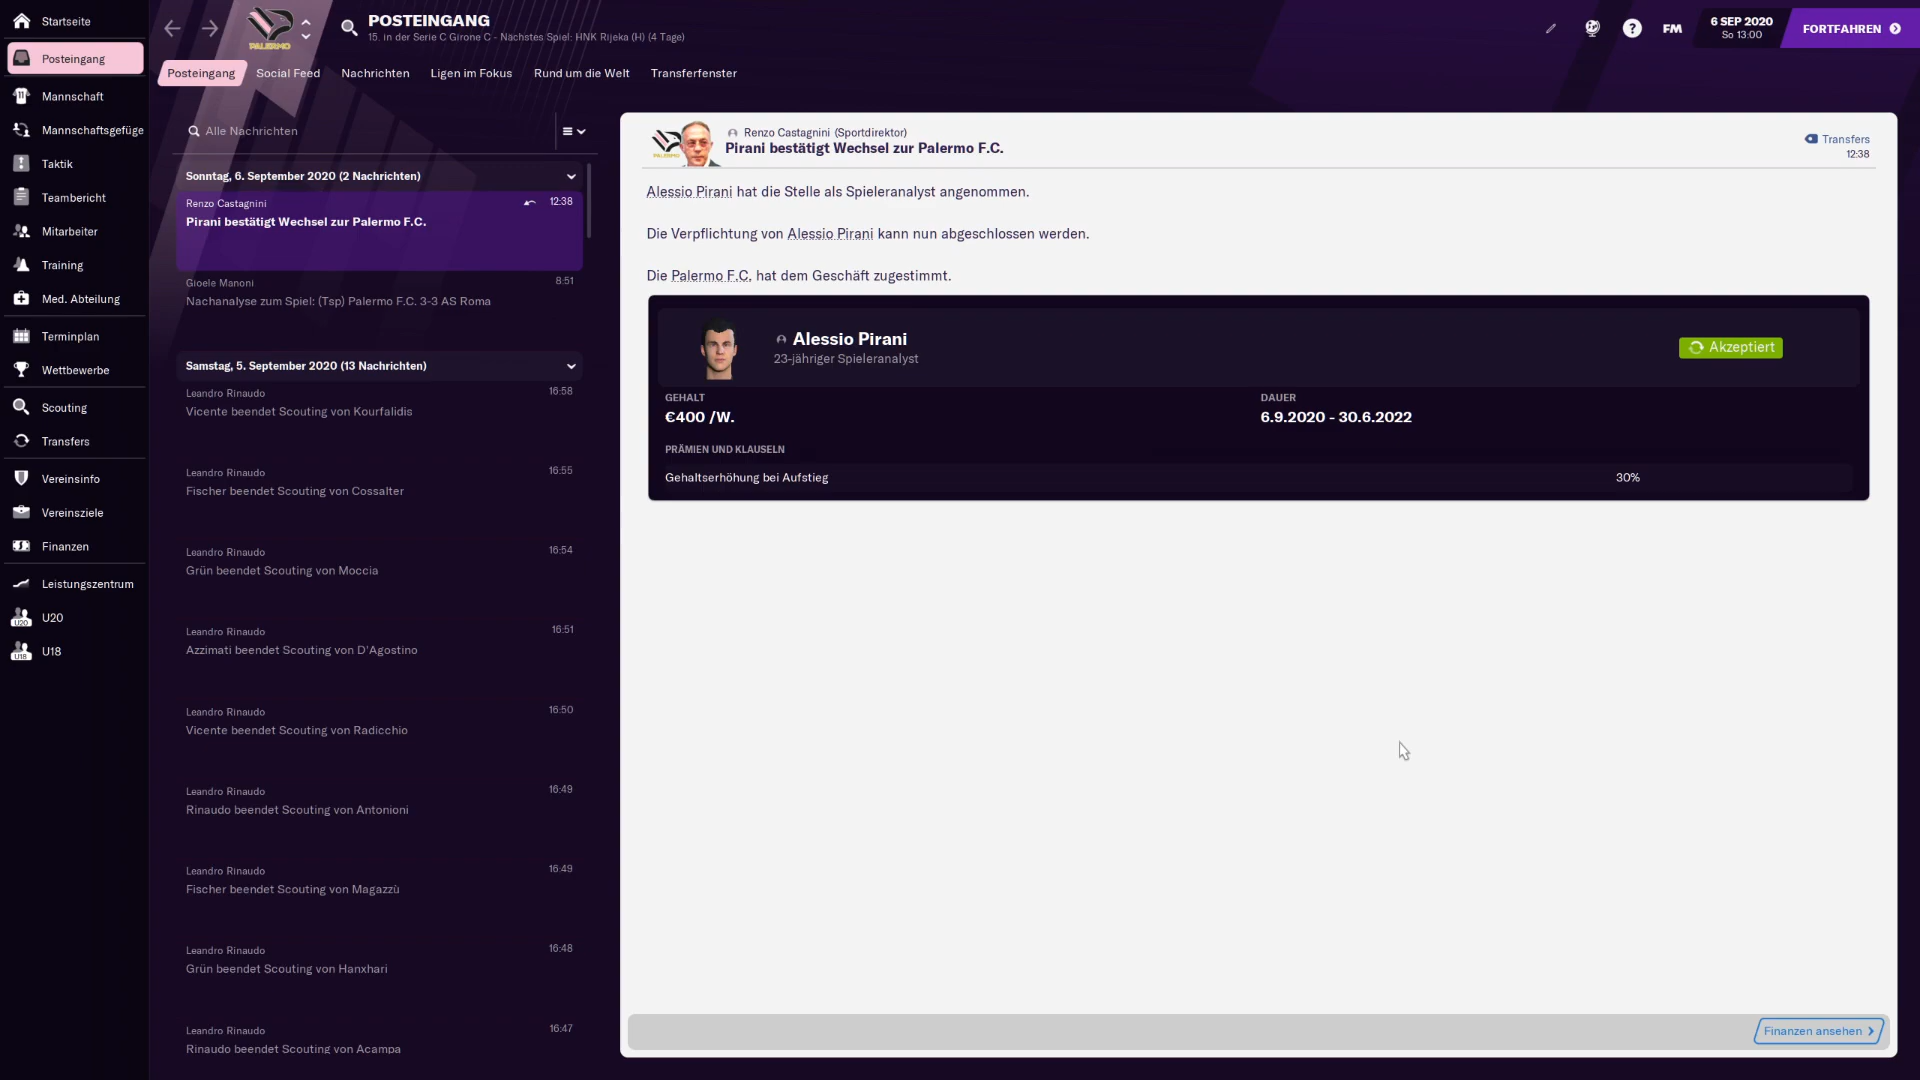 Startseite
Posteingang
Mannschaft
Mannschaftsgefüge
Taktik
Teambericht
Mitarbeiter
Training
Med. Abteilung
Terminplan
Wettbewerbe
Scouting
Transfers
Vereinsinfo
Vereinsziele
Finanzen
Leistungszentrum
U20
U20
U18
U18
PALERMO
POSTEINGANG
15. in der Serie C Girone C - Nächstes Spiel: HNK Rijeka (H) (4 Tage)
? FM
6 SEP 2020
So 13:00
FORTFAHREN
Posteingang Social Feed Nachrichten Ligen im Fokus Rund um die Welt Transferfenster
Alle Nachrichten
Sonntag, 6. September 2020 (2 Nachrichten)
Renzo Castagnini 12:38
Pirani bestätigt Wechsel zur Palermo F.C.
Gioele Manoni 8:51
Nachanalyse zum Spiel: (Tsp) Palermo F.C. 3-3 AS Roma
Samstag, 5. September 2020 (13 Nachrichten)
Leandro Rinaudo 16:58
Vicente beendet Scouting von Kourfalidis
Leandro Rinaudo 16:55
Fischer beendet Scouting von Cossalter
Leandro Rinaudo 16:54
Grün beendet Scouting von Moccia
Leandro Rinaudo 16:51
Azzimati beendet Scouting von D'Agostino
Leandro Rinaudo 16:50
Vicente beendet Scouting von Radicchio
Leandro Rinaudo 16:49
Rinaudo beendet Scouting von Antonioni
Leandro Rinaudo 16:49
Fischer beendet Scouting von Magazzù
Leandro Rinaudo 16:48
Grün beendet Scouting von Hanxhari
Leandro Rinaudo 16:47
Rinaudo beendet Scouting von Acampa
PALERMO
Renzo Castagnini (Sportdirektor)
Pirani bestätigt Wechsel zur Palermo F.C.
Transfers
12:38
Alessio Pirani hat die Stelle als Spieleranalyst angenommen.
Die Verpflichtung von Alessio Pirani kann nun abgeschlossen werden.
Die Palermo F.C. hat dem Geschäft zugestimmt.
Alessio Pirani
23-jähriger Spieleranalyst
Akzeptiert
GEHALT DAUER
€400 /W. 6.9.2020 - 30.6.2022
PRÄMIEN UND KLAUSELN
Gehaltserhöhung bei Aufstieg 30%
Finanzen ansehen